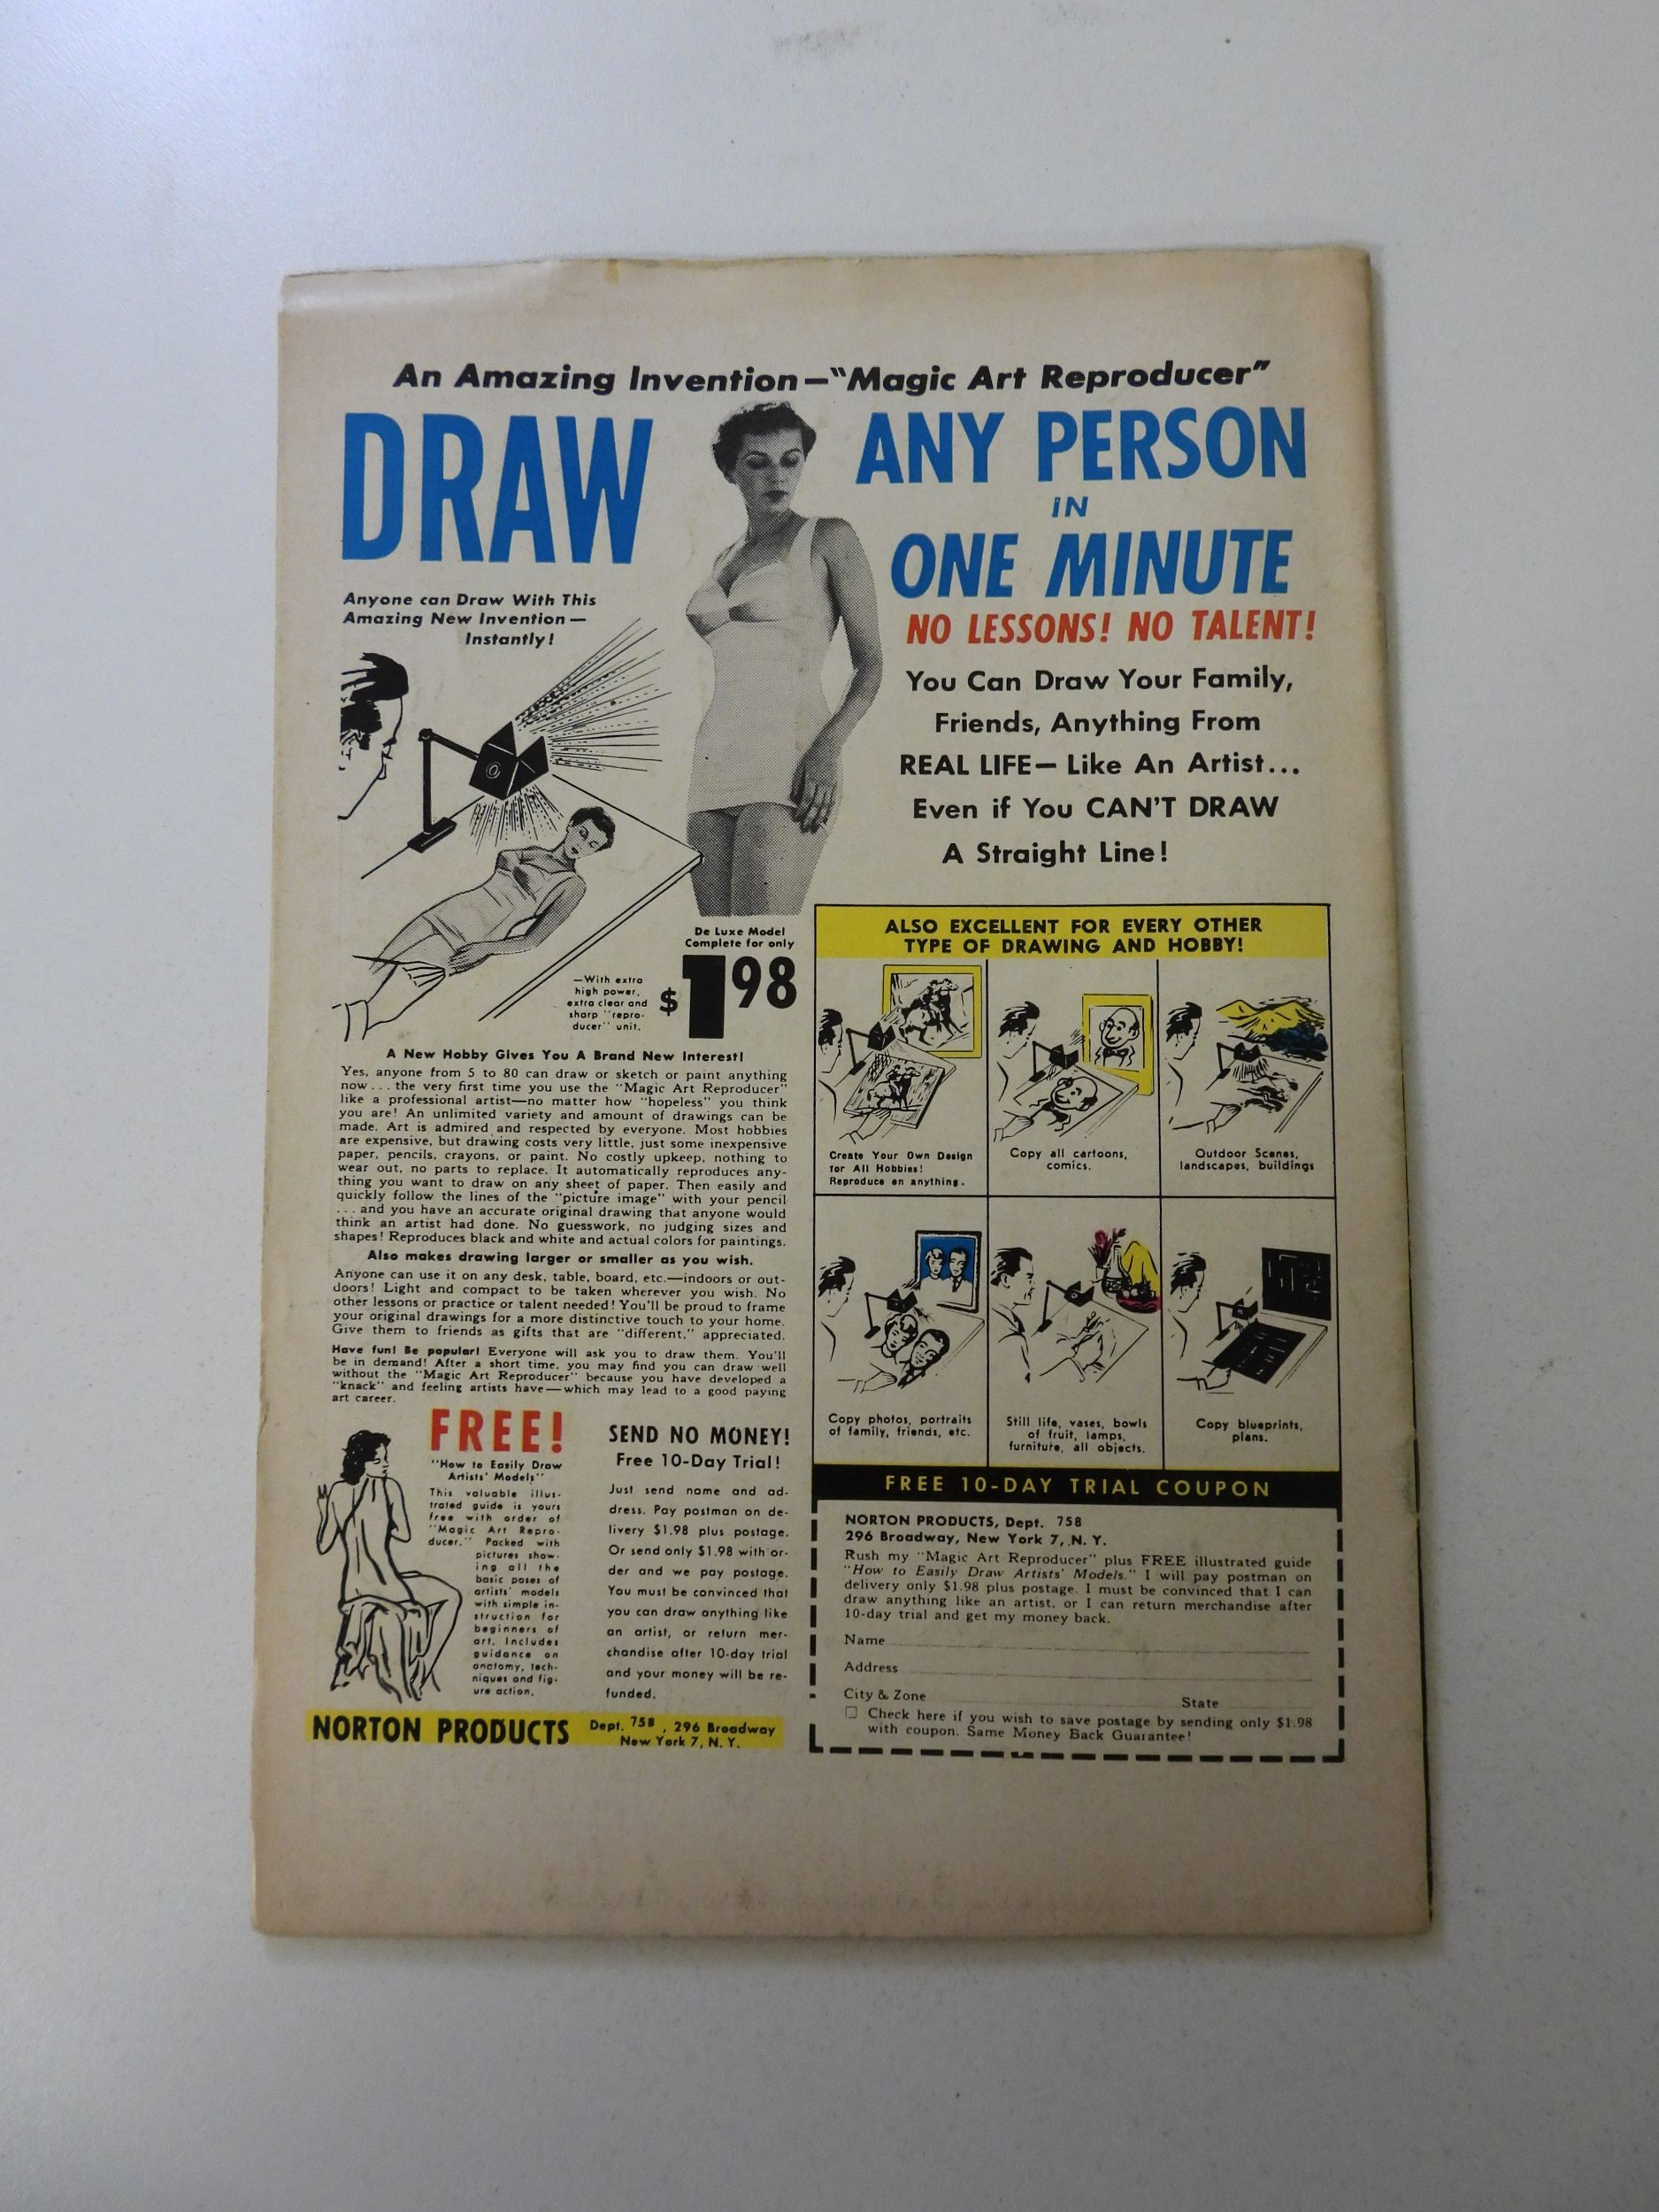 An Amazing Invention—"Magic Art Reproducer"
DRAW
ANY PERSON
IN
ONE MINUTE
NO LESSONS! NO TALENT!
Anyone can Draw With This
Amazing New Invention—
Instantly!
You Can Draw Your Family,
Friends, Anything From
REAL LIFE— Like An Artist...
Even if You CAN'T DRAW
A Straight Line!
De Luxe Model
Complete for only
$198
—With extra
high power,
extra clear and
sharp "repro-
ducer" unit.
A New Hobby Gives You A Brand New Interest!
Yes, anyone from 5 to 80 can draw or sketch or paint anything
now . . . the very first time you use the "Magic Art Reproducer"
like a professional artist—no matter how "hopeless" you think
you are! An unlimited variety and amount of drawings can be
made. Art is admired and respected by everyone. Most hobbies
are expensive, but drawing costs very little, just some inexpensive
paper, pencils, crayons, or paint. No costly upkeep, nothing to
wear out, no parts to replace. It automatically reproduces any-
thing you want to draw on any sheet of paper. Then easily and
quickly follow the lines of the "picture image" with your pencil
. . . and you have an accurate original drawing that anyone would
think an artist had done. No guesswork, no judging sizes and
shapes! Reproduces black and white and actual colors for paintings.
Also makes drawing larger or smaller as you wish.
Anyone can use it on any desk, table, board, etc.—indoors or out-
doors! Light and compact to be taken wherever you wish. No
other lessons or practice or talent needed! You'll be proud to frame
your original drawings for a more distinctive touch to your home.
Give them to friends as gifts that are "different," appreciated.
Have fun! Be popular! Everyone will ask you to draw them. You'll
be in demand! After a short time, you may find you can draw well
without the "Magic Art Reproducer" because you have developed a
"knack" and feeling artists have—which may lead to a good paying
art career.
FREE!
"How to Easily Draw
Artists' Models"
This valuable illus-
trated guide is yours
free with order of
"Magic Art Repro-
ducer." Packed with
pictures show-
ing all the
basic poses of
artists' models
with simple in-
struction for
beginners of
art. Includes
guidance on
anatomy, tech-
niques and fig-
ure action.
SEND NO MONEY!
Free 10-Day Trial!
Just send name and ad-
dress. Pay postman on de-
livery $1.98 plus postage.
Or send only $1.98 with or-
der and we pay postage.
You must be convinced that
you can draw anything like
an artist, or return mer-
chandise after 10-day trial
and your money will be re-
funded.
NORTON PRODUCTS
Dept. 758 , 296 Broadway
New York 7, N. Y.
ALSO EXCELLENT FOR EVERY OTHER
TYPE OF DRAWING AND HOBBY!
Create Your Own Design
for All Hobbies!
Reproduce on anything.
Copy all cartoons,
comics.
Outdoor Scenes,
landscapes, buildings
Copy photos, portraits
of family, friends, etc.
Still life, vases, bowls
of fruit, lamps,
furniture, all objects.
Copy blueprints,
plans.
FREE 10-DAY TRIAL COUPON
NORTON PRODUCTS, Dept. 758
296 Broadway, New York 7, N. Y.
Rush my "Magic Art Reproducer" plus FREE illustrated guide
"How to Easily Draw Artists' Models." I will pay postman on
delivery only $1.98 plus postage. I must be convinced that I can
draw anything like an artist, or I can return merchandise after
10-day trial and get my money back.
Name
Address
City & Zone State
Check here if you wish to save postage by sending only $1.98
with coupon. Same Money Back Guarantee!